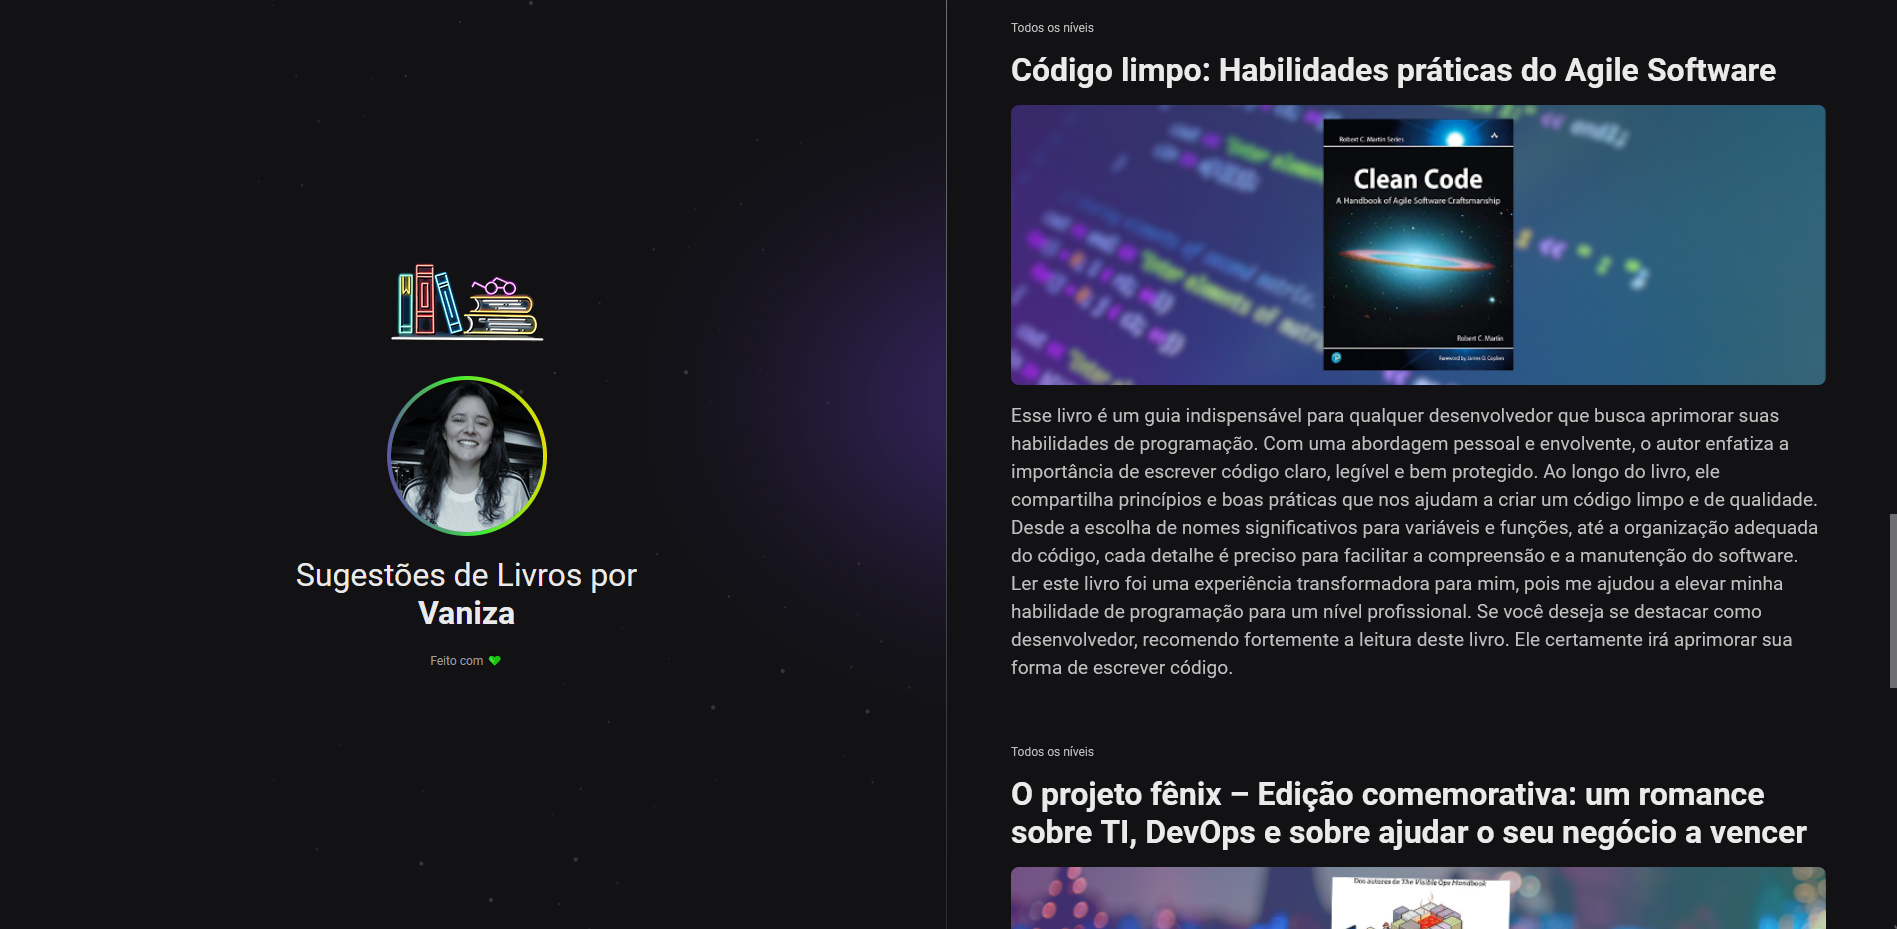 Sugestões de Livros por
Vaniza
Feito com
Todos os níveis
Código limpo: Habilidades práticas do Agile Software
endl;
Robert C. Martin Series
Clean Code
A Handbook of Agile Software Craftsmanship
Robert C. Martin
Foreword by James O. Coplien
Esse livro é um guia indispensável para qualquer desenvolvedor que busca aprimorar suas
habilidades de programação. Com uma abordagem pessoal e envolvente, o autor enfatiza a
importância de escrever código claro, legível e bem protegido. Ao longo do livro, ele
compartilha princípios e boas práticas que nos ajudam a criar um código limpo e de qualidade.
Desde a escolha de nomes significativos para variáveis e funções, até a organização adequada
do código, cada detalhe é preciso para facilitar a compreensão e a manutenção do software.
Ler este livro foi uma experiência transformadora para mim, pois me ajudou a elevar minha
habilidade de programação para um nível profissional. Se você deseja se destacar como
desenvolvedor, recomendo fortemente a leitura deste livro. Ele certamente irá aprimorar sua
forma de escrever código.
Todos os níveis
O projeto fênix – Edição comemorativa: um romance
sobre TI, DevOps e sobre ajudar o seu negócio a vencer
Dos autores de The Visible Ops Handbook